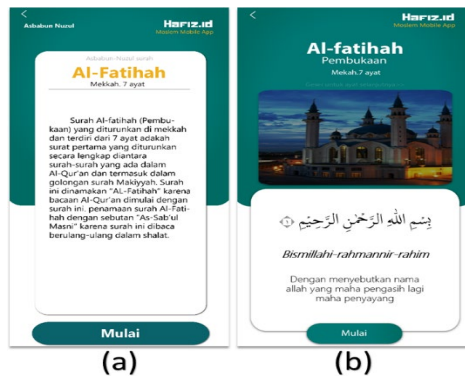 <
Ashabun Nuzul
Hafiz.id
Moslem Mobile App
Ashabun Nuzul surah
Al-Fatihah
Mekkah. 7 ayat
Surah Al-fatihah (Pembu-
kaan) yang diturunkan di mekkah
dan terdiri dari 7 ayat adakah
surat pertama yang diturunkan
secara lengkap diantara
surah-surah yang ada dalam
Al-Qur'an dan termasuk dalam
golongan surah Makiyyah. Surah
ini dinamakan "AL-Fatihah" karena
bacaan Al-Qur'an dimulai dengan
surah ini. penamaan surah Al-Fati-
hah dengan sebutan "As-Sab'ul
Masni" karena surah ini dibaca
berulang-ulang dalam shalat.
Mulai
(a)
<
Hafiz.id
Moslem Mobile App
Al-fatihah
Pembukaan
Mekah.7 ayat
بِسْمِ اللَّهِ الرَّحْمَٰنِ الرَّحِيمِ ۝١
Bismillahi-rahmannir-rahim
Dengan menyebutkan nama
allah yang maha pengasih lagi
maha penyayang
Mulai
(b)